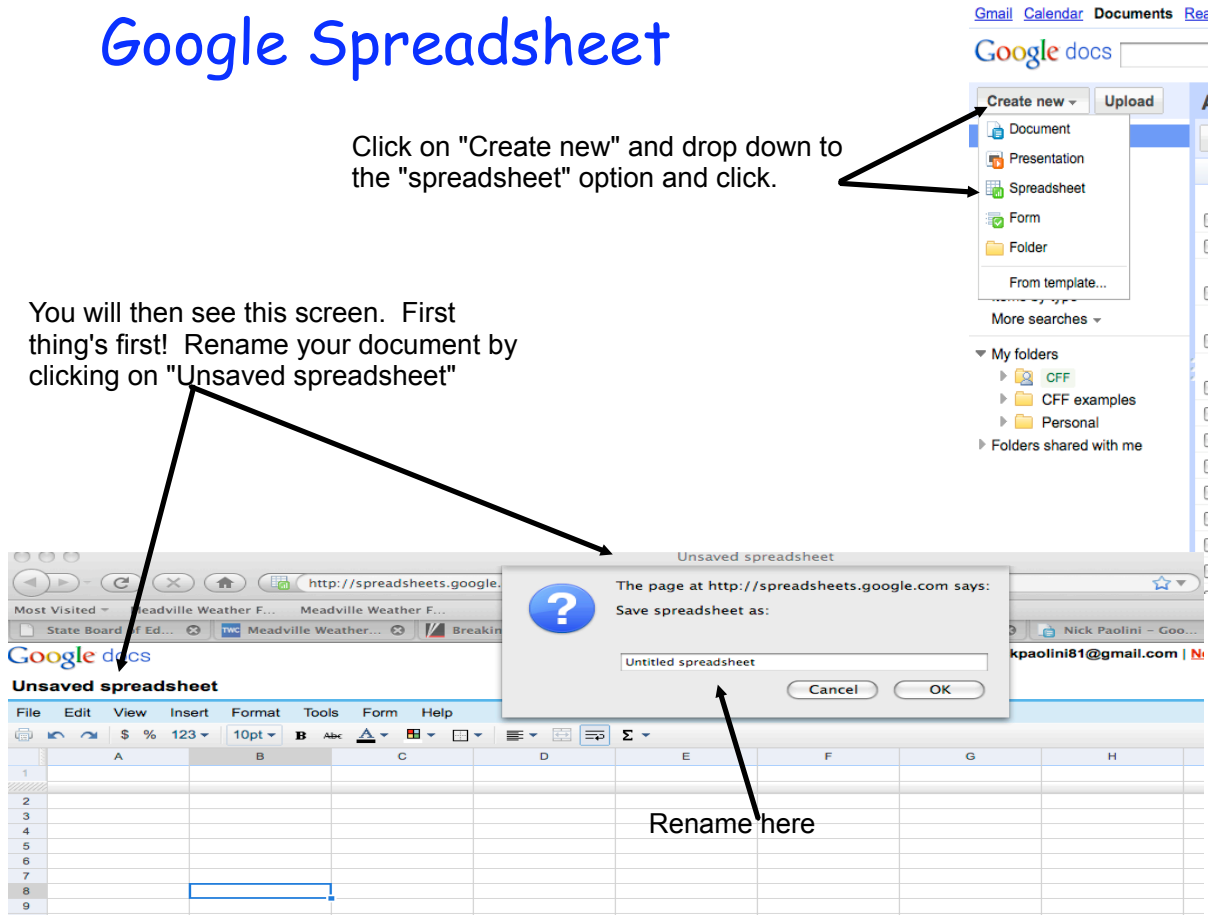 Google Spreadsheet
Gmail Calendar Documents
Google docs
Create new Upload
Document
Presentation
Spreadsheet
Form
Folder
From template...
More searches
My folders
CFF
CFF examples
Personal
Folders shared with me
Click on "Create new" and drop down to
the "spreadsheet" option and click.
You will then see this screen. First
thing's first! Rename your document by
clicking on "Unsaved spreadsheet"
Unsaved spreadsheet
http://spreadsheets.google.
Most Visited Meadville Weather F... Meadville Weather F...
State Board of Ed... TWC Meadville Weather... Breakin Nick Paolini - Goo...
Google docs kpaolini81@gmail.com |
Unsaved spreadsheet
The page at http://spreadsheets.google.com says:
Save spreadsheet as:
Untitled spreadsheet
Cancel OK
File Edit View Insert Format Tools Form Help
$ % 123 10pt B Abc A Σ
A B C D E F G H
1
2
3
4
5
6
7
8
9
Rename here